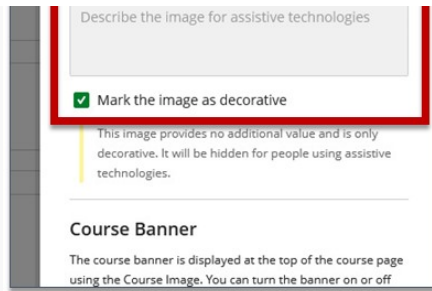 Describe the image for assistive technologies
Mark the image as decorative
This image provides no additional value and is only
decorative. It will be hidden for people using assistive
technologies.
Course Banner
The course banner is displayed at the top of the course page
using the Course Image. You can turn the banner on or off